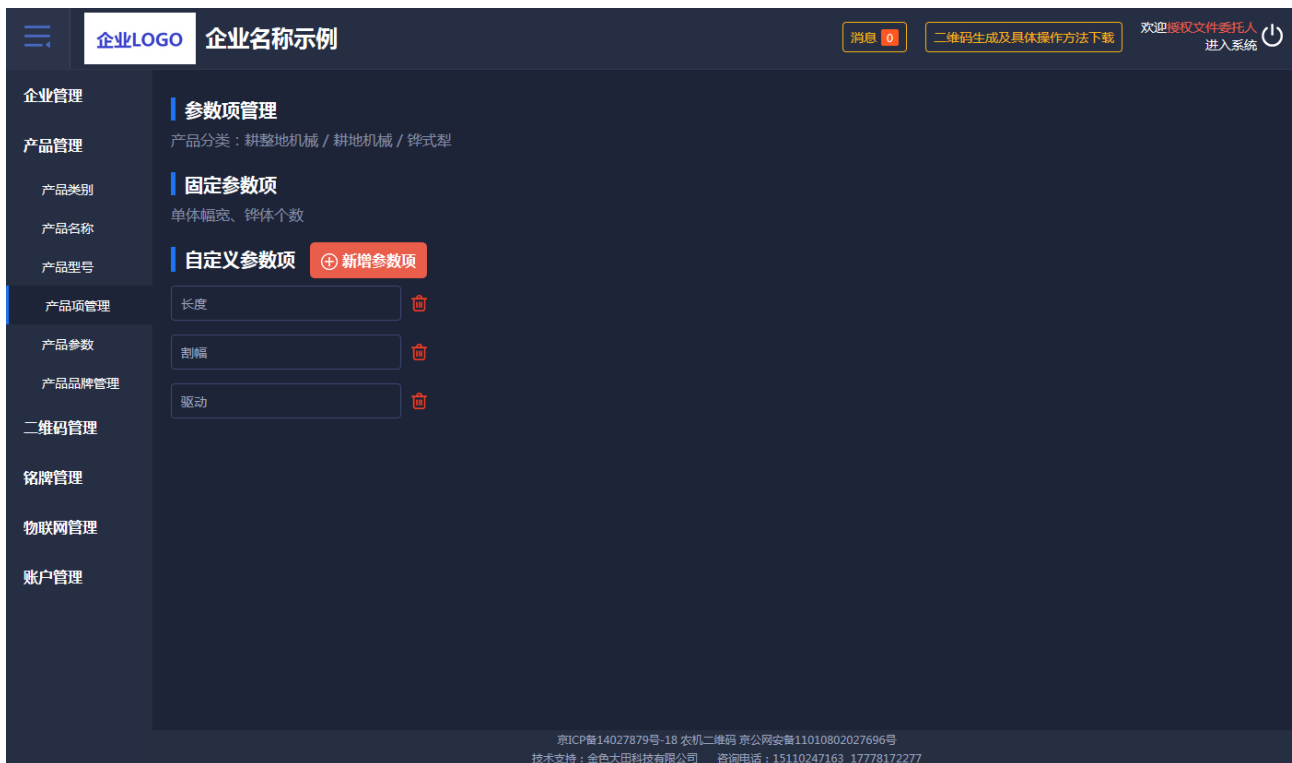 企业LOGO 企业名称示例 消息 0 二维码生成及具体操作方法下载 欢迎授权文件委托人
进入系统
企业管理
产品管理
产品类别
产品名称
产品型号
产品项管理
产品参数
产品品牌管理
二维码管理
铭牌管理
物联网管理
账户管理
参数项管理
产品分类：耕整地机械 / 耕地机械 / 铧式犁
固定参数项
单体幅宽、铧体个数
自定义参数项 新增参数项
长度
割幅
驱动
京ICP备14027879号-18 农机二维码 京公网安备11010802027696号
技术支持：金色大田科技有限公司 咨询电话：15110247163 17778172277